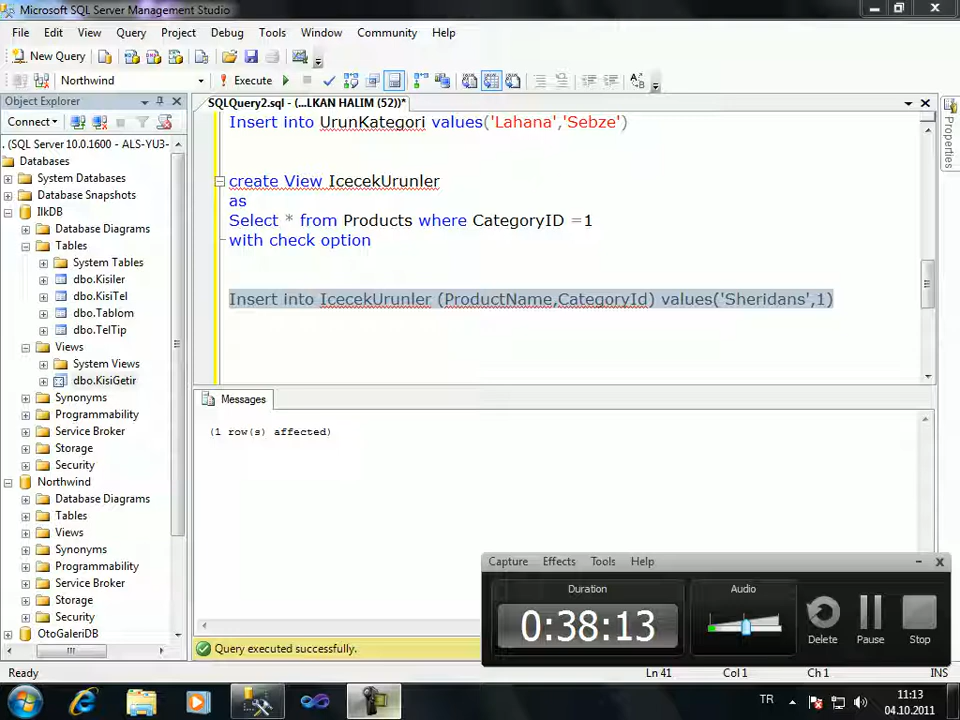 Microsoft SQL Server Management Studio
File Edit View Query Project Debug Tools Window Community Help
New Query
Northwind
Execute
Object Explorer
SQLQuery2.sql - (...LKAN HALIM (52))*
Connect
. (SQL Server 10.0.1600 - ALS-YU3-
Databases
System Databases
Database Snapshots
IlkDB
Database Diagrams
Tables
System Tables
dbo.Kisiler
dbo.KisiTel
dbo.Tablom
dbo.TelTip
Views
System Views
dbo.KisiGetir
Synonyms
Programmability
Service Broker
Storage
Security
Northwind
Database Diagrams
Tables
Views
Synonyms
Programmability
Service Broker
Storage
Security
OtoGaleriDB
Insert into UrunKategori values('Lahana','Sebze')
create View IcecekUrunler
as
Select * from Products where CategoryID =1
with check option
Insert into IcecekUrunler (ProductName,CategoryId) values('Sheridans',1)
Properties
Messages
(1 row(s) affected)
Capture Effects Tools Help
Duration
0:38:13
Audio
Delete
Pause
Stop
Query executed successfully.
Ready
Ln 41
Col 1
Ch 1
INS
TR
11:13
04.10.2011